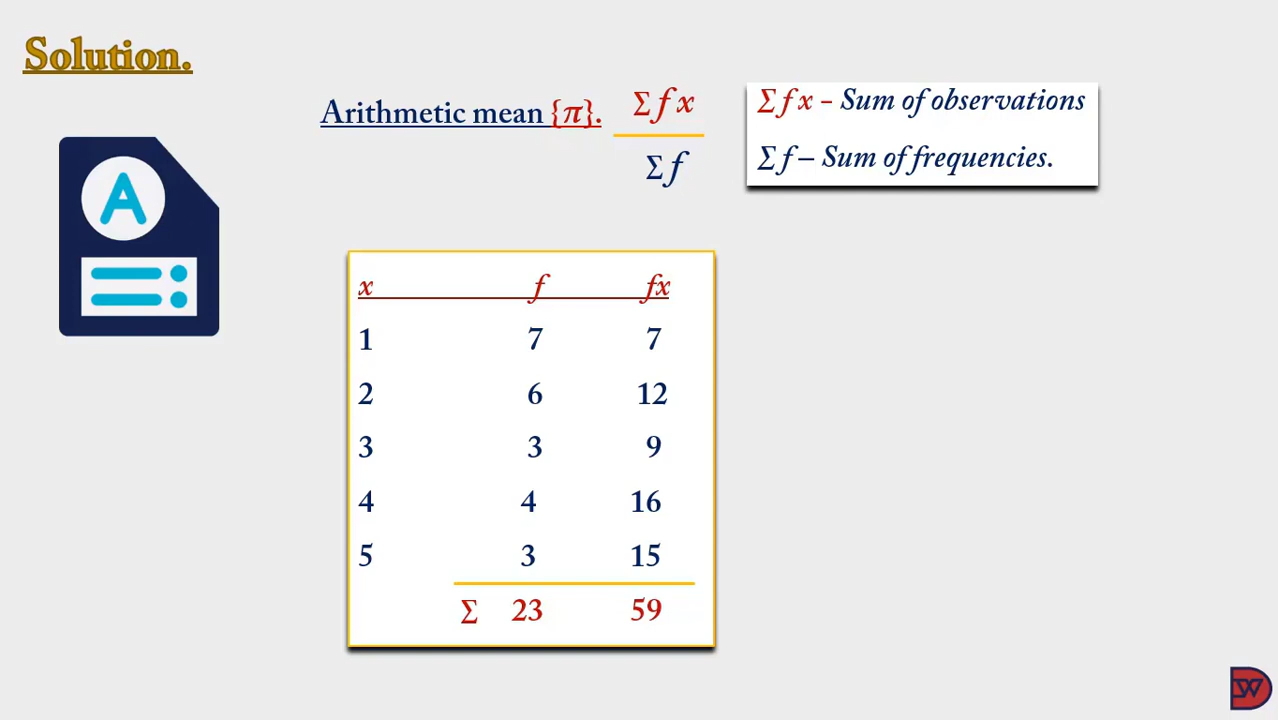 Solution.
Arithmetic mean {π}. Σfx
Σf
Σfx – Sum of observations
Σf – Sum of frequencies.
A
x f fx
1 7 7
2 6 12
3 3 9
4 4 16
5 3 15
Σ 23 59
DW